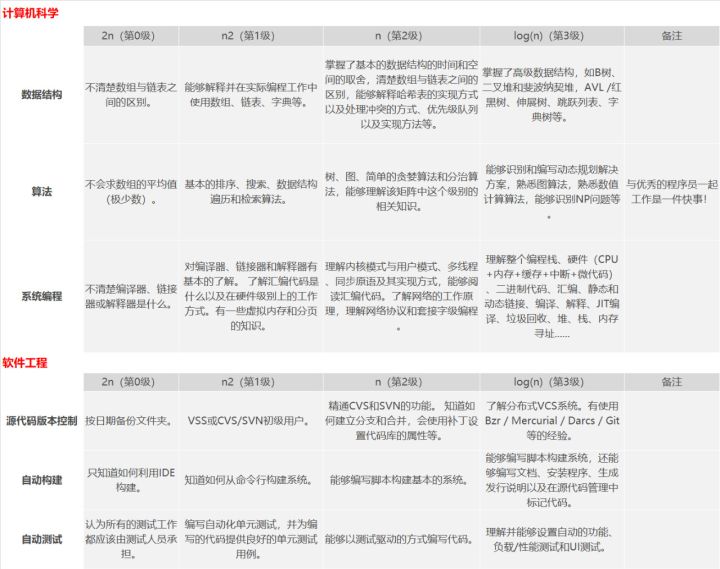 计算机科学
2n（第0级） n2（第1级） n（第2级） log(n)（第3级） 备注
数据结构
不清楚数组与链表之
间的区别。
能够解释并在实际编程工作中
使用数组、链表、字典等。
掌握了基本的数据结构的时间和空
间的取舍，清楚数组与链表之间的
区别，能够解释哈希表的实现方式
以及处理冲突的方式、优先级队列
以及实现方法等。
掌握了高级数据结构，如B树、
二叉堆和斐波纳契堆，AVL /红
黑树、伸展树、跳跃列表、字
典树等。
算法
不会求数组的平均值
（极少数）。
基本的排序、搜索、数据结构
遍历和检索算法。
树、图、简单的贪婪算法和分治算
法，能够理解该矩阵中这个级别的
相关知识。
能够识别和编写动态规划解决
方案，熟悉图算法，熟悉数值
计算算法，能够识别NP问题等
。
与优秀的程序员一起
工作是一件快事！
系统编程
不清楚编译器、链接
器或解释器是什么。
对编译器、链接器和解释器有
基本的了解。 了解汇编代码是
什么以及在硬件级别上的工作
方式。有一些虚拟内存和分页
的知识。
理解内核模式与用户模式、多线程
、同步原语及其实现方式，能够阅
读汇编代码。了解网络的工作原
理，理解网络协议和套接字级编程
。
理解整个编程栈、硬件（CPU
+内存+缓存+中断+微代码）
、二进制代码、汇编、静态和
动态链接、编译、解释、JIT编
译、垃圾回收、堆、栈、内存
寻址......
软件工程
2n（第0级） n2（第1级） n（第2级） log(n)（第3级） 备注
源代码版本控制
按日期备份文件夹。
VSS或CVS/SVN初级用户。
精通CVS和SVN的功能。 知道如
何建立分支和合并，会使用补丁设
置代码库的属性等。
了解分布式VCS系统。有使用
Bzr / Mercurial / Darcs / Git
等的经验。
自动构建
只知道如何利用IDE
构建。
知道如何从命令行构建系统。
能够编写脚本构建基本的系统。
能够编写脚本构建系统，还能
够编写文档、安装程序、生成
发行说明以及在源代码管理中
标记代码。
自动测试
认为所有的测试工作
都应该由测试人员承
担。
编写自动化单元测试，并为编
写的代码提供良好的单元测试
用例。
能够以测试驱动的方式编写代码。
理解并能够设置自动的功能、
负载/性能测试和UI测试。